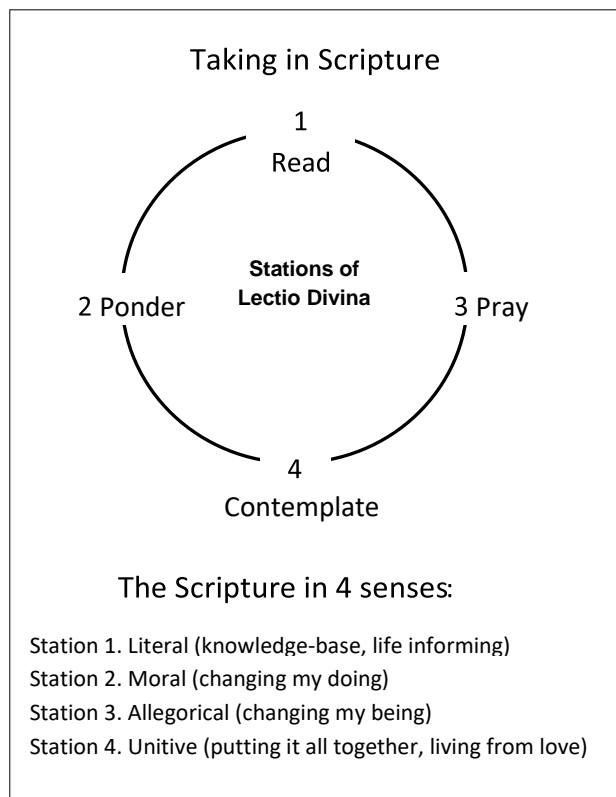 Taking in Scripture
1
Read
Stations of
Lectio Divina
2 Ponder
3 Pray
4
Contemplate
The Scripture in 4 senses:
Station 1. Literal (knowledge-base, life informing)
Station 2. Moral (changing my doing)
Station 3. Allegorical (changing my being)
Station 4. Unitive (putting it all together, living from love)